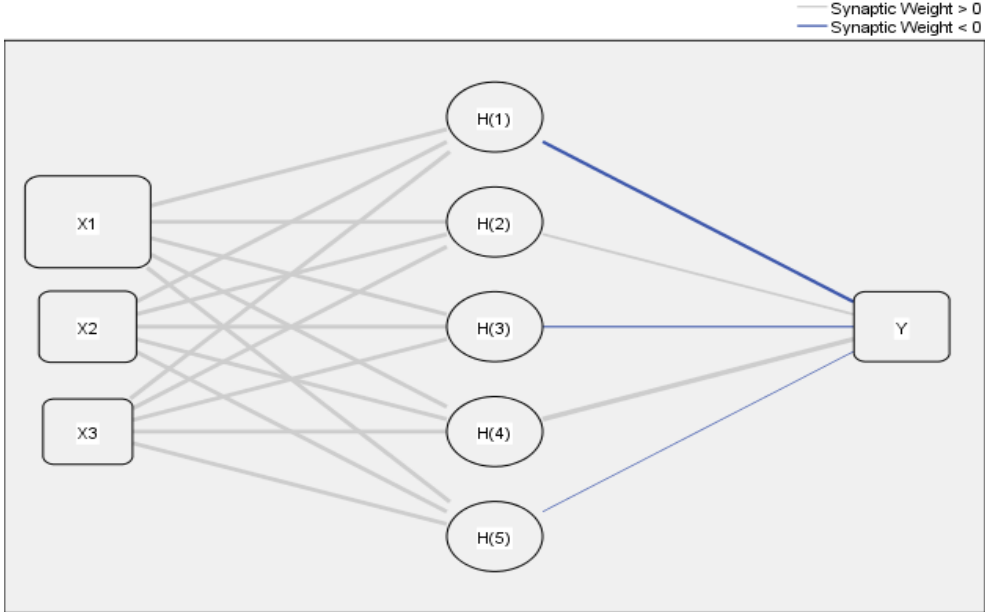 Synaptic Weight > 0
Synaptic Weight < 0
H(1)
X1
H(2)
X2
H(3)
Y
X3
H(4)
H(5)